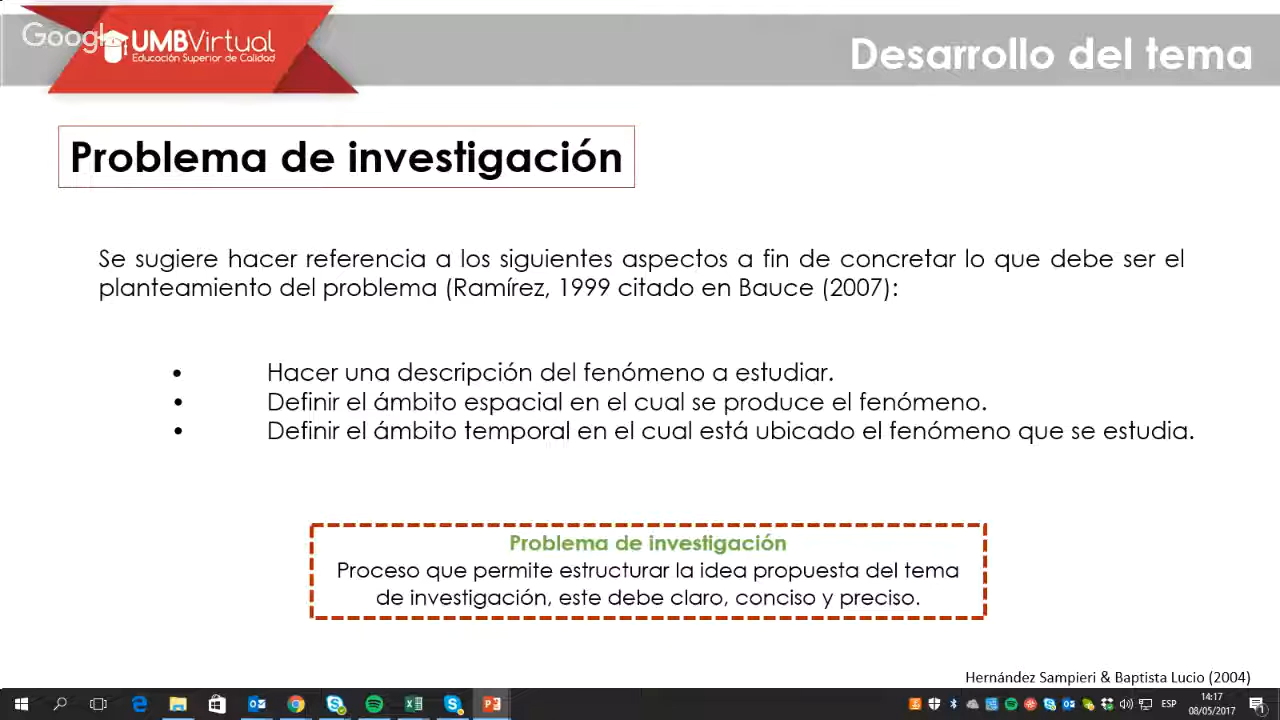 Google
UMBVirtual
Educación Superior de Calidad
Desarrollo del tema
Problema de investigación
Se sugiere hacer referencia a los siguientes aspectos a fin de concretar lo que debe ser el
planteamiento del problema (Ramírez, 1999 citado en Bauce (2007):
• Hacer una descripción del fenómeno a estudiar.
• Definir el ámbito espacial en el cual se produce el fenómeno.
• Definir el ámbito temporal en el cual está ubicado el fenómeno que se estudia.
Problema de investigación
Proceso que permite estructurar la idea propuesta del tema
de investigación, este debe claro, conciso y preciso.
Hernández Sampieri & Baptista Lucio (2004)
ESP
14:17
08/05/2017